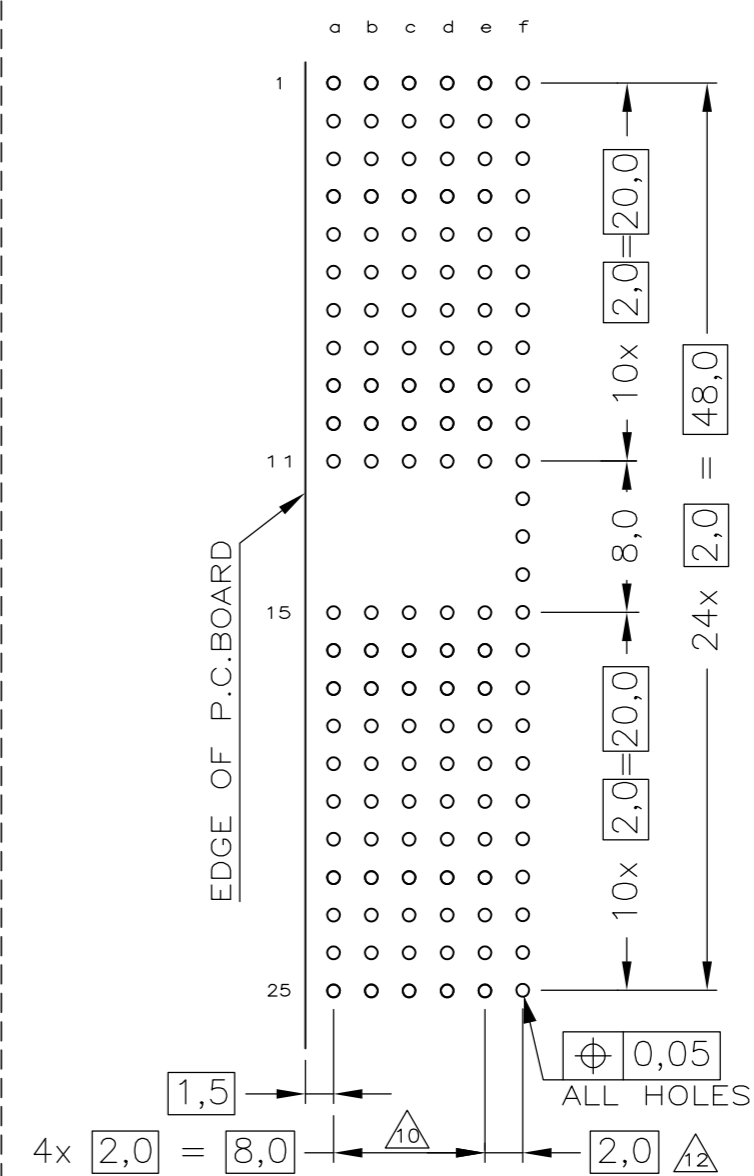 a b c d e f
1
10x 2,0=20,0
11
8,0
24x 2,0 = 48,0
EDGE OF P.C.BOARD
15
10x 2,0=20,0
25
0,05
ALL HOLES
1,5
4x 2,0 = 8,0
10
2,0
12